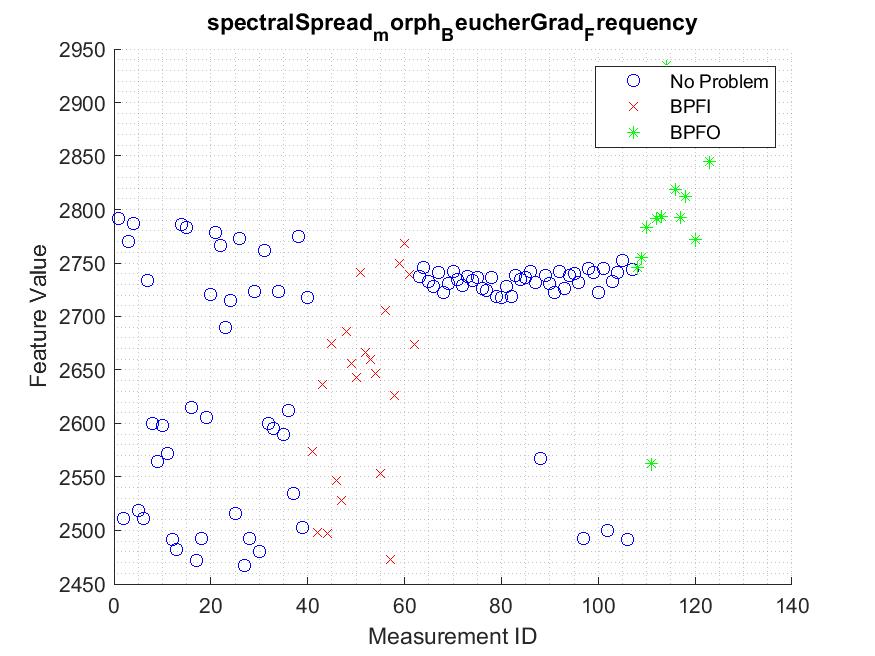 spectralSpread_morph_BeucherGrad_Frequency
2950
2900
2850
2800
2750
2700
2650
2600
2550
2500
2450
Feature Value
No Problem
BPFI
BPFO
0 20 40 60 80 100 120 140
Measurement ID